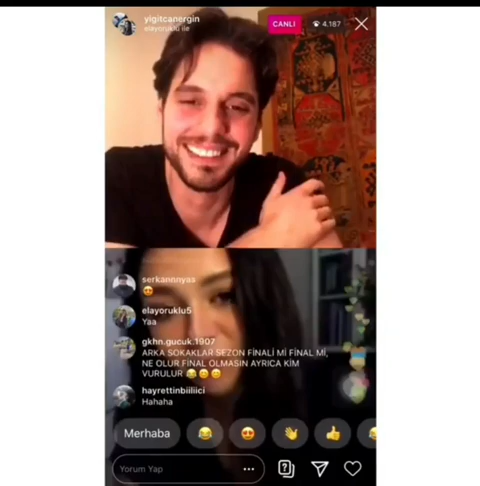 yigitcanergin
elayoruklu ile
CANLI
4.187
serkannnyas
😍
elayoruklu5
Yaa
gkhn.gucuk.1907
ARKA SOKAKLAR SEZON FİNALİ Mİ FİNAL Mİ,
NE OLUR FİNAL OLMASIN AYRICA KİM
VURULUR 😂😄😄
hayrettinbiiliici
Hahaha
Merhaba 😂 😍 👋 👍
Yorum Yap